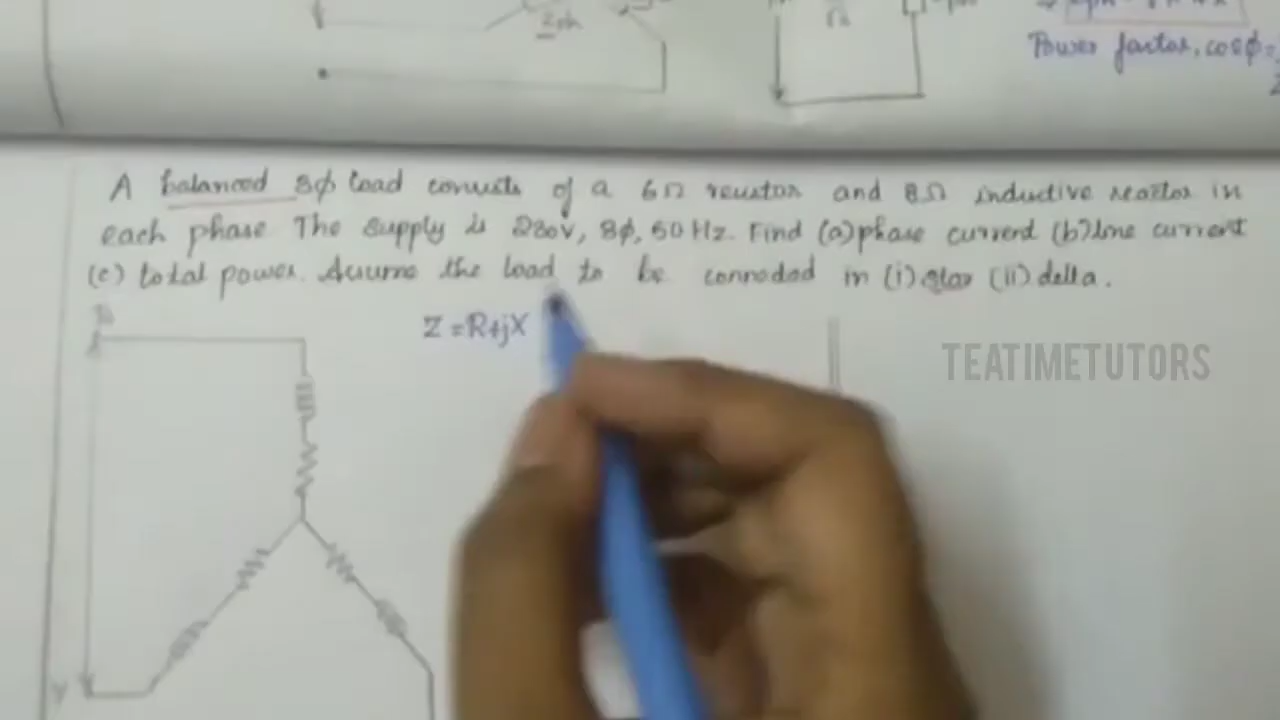 Zph
Power factor, cosϕ =
A balanced 3ϕ load consists of a 6Ω resistor and 8Ω inductive reactor in
each phase The supply is 230V, 3ϕ, 50 Hz. Find (a)phase current (b)line current
(c) total power. Assume the load to be connected in (i) star (ii) delta.
Z = R+jX
TEATIMETUTORS
Y